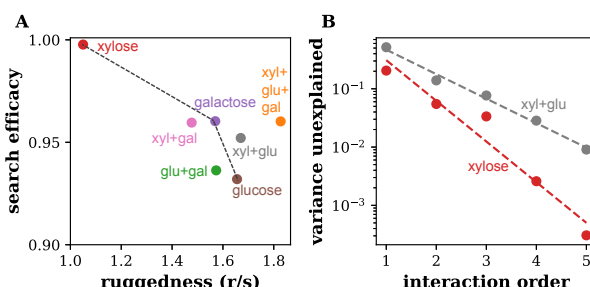 A
1.00
0.95
0.90
search efficacy
xylose
galactose
xyl+
glu+
gal
xyl+gal
xyl+glu
glu+gal
glucose
1.0 1.2 1.4 1.6 1.8
ruggedness (r/s)
B
10⁻¹
10⁻²
10⁻³
variance unexplained
xyl+glu
xylose
1 2 3 4 5
interaction order